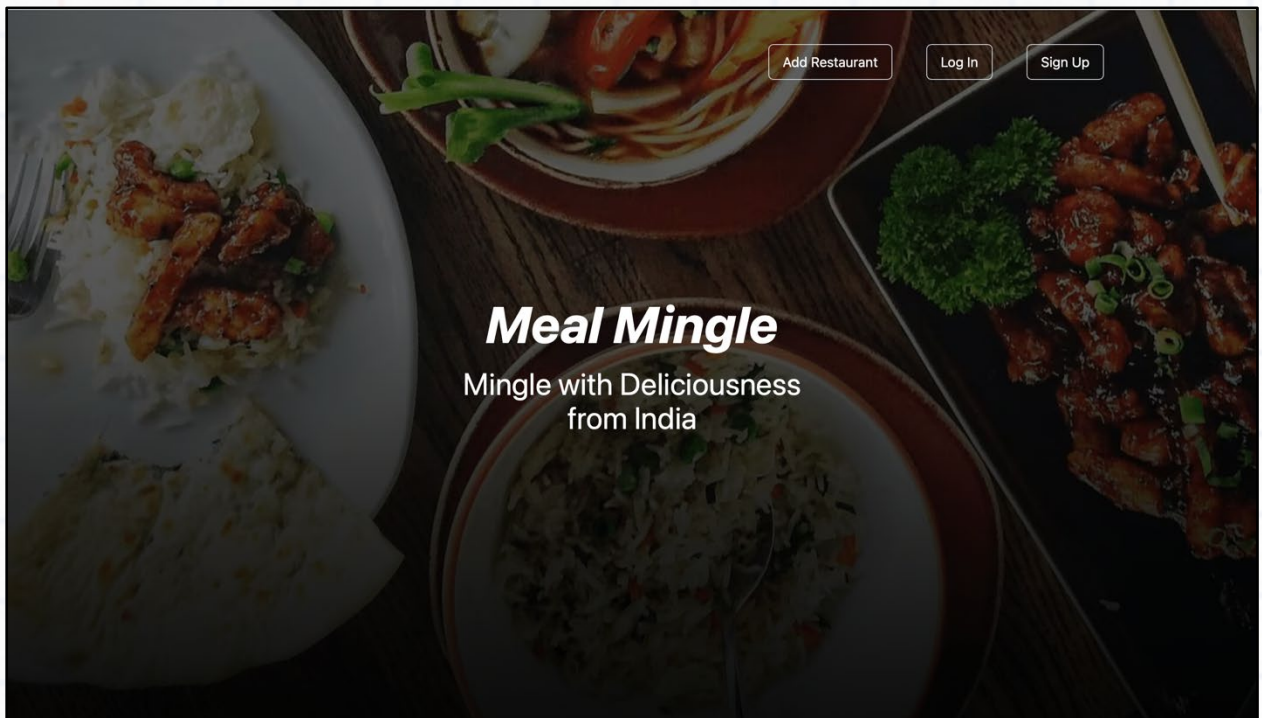 Add Restaurant Log In Sign Up
Meal Mingle
Mingle with Deliciousness
from India